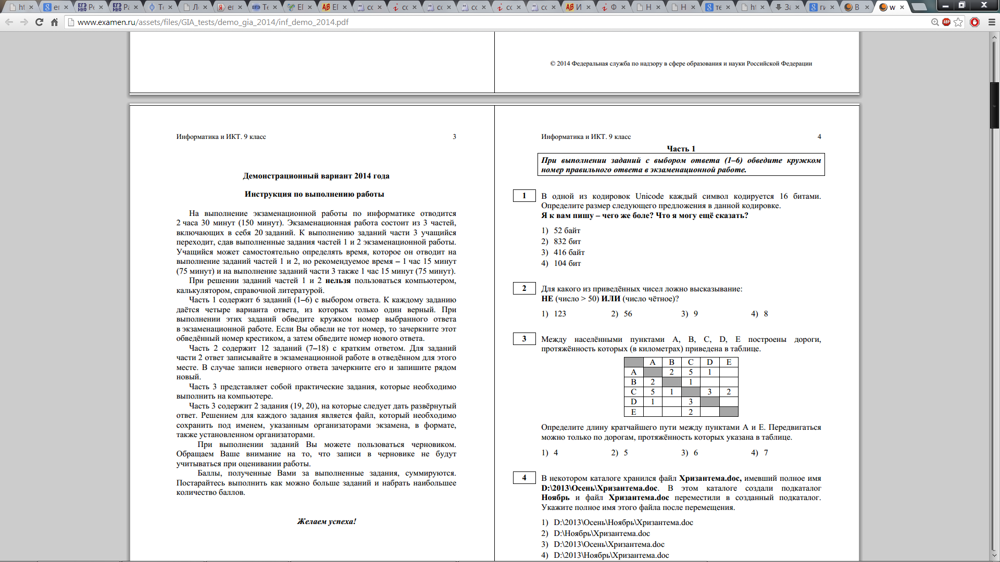 ht
er
ЕГЭ ИНФ Ре
ЕГЭ ИНФ Ра
Те
Л
Я ег
ЕГЭ Те
ЕГ
АВ ЕГ
сс
i сс
сс
сс
i сс
сс
АВ И
i Ф
Н
Н
те
ht
За
ги
В
w
www.examen.ru/assets/files/GIA_tests/demo_gia_2014/inf_demo_2014.pdf
ABP
© 2014 Федеральная служба по надзору в сфере образования и науки Российской Федерации
Информатика и ИКТ. 9 класс 3
Демонстрационный вариант 2014 года
Инструкция по выполнению работы
На выполнение экзаменационной работы по информатике отводится
2 часа 30 минут (150 минут). Экзаменационная работа состоит из 3 частей,
включающих в себя 20 заданий. К выполнению заданий части 3 учащийся
переходит, сдав выполненные задания частей 1 и 2 экзаменационной работы.
Учащийся может самостоятельно определять время, которое он отводит на
выполнение заданий частей 1 и 2, но рекомендуемое время – 1 час 15 минут
(75 минут) и на выполнение заданий части 3 также 1 час 15 минут (75 минут).
При решении заданий частей 1 и 2 нельзя пользоваться компьютером,
калькулятором, справочной литературой.
Часть 1 содержит 6 заданий (1–6) с выбором ответа. К каждому заданию
даётся четыре варианта ответа, из которых только один верный. При
выполнении этих заданий обведите кружком номер выбранного ответа
в экзаменационной работе. Если Вы обвели не тот номер, то зачеркните этот
обведённый номер крестиком, а затем обведите номер нового ответа.
Часть 2 содержит 12 заданий (7–18) с кратким ответом. Для заданий
части 2 ответ записывайте в экзаменационной работе в отведённом для этого
месте. В случае записи неверного ответа зачеркните его и запишите рядом
новый.
Часть 3 представляет собой практические задания, которые необходимо
выполнить на компьютере.
Часть 3 содержит 2 задания (19, 20), на которые следует дать развёрнутый
ответ. Решением для каждого задания является файл, который необходимо
сохранить под именем, указанным организаторами экзамена, в формате,
также установленном организаторами.
При выполнении заданий Вы можете пользоваться черновиком.
Обращаем Ваше внимание на то, что записи в черновике не будут
учитываться при оценивании работы.
Баллы, полученные Вами за выполненные задания, суммируются.
Постарайтесь выполнить как можно больше заданий и набрать наибольшее
количество баллов.
Желаем успеха!
Информатика и ИКТ. 9 класс 4
Часть 1
При выполнении заданий с выбором ответа (1–6) обведите кружком
номер правильного ответа в экзаменационной работе.
1 В одной из кодировок Unicode каждый символ кодируется 16 битами.
Определите размер следующего предложения в данной кодировке.
Я к вам пишу – чего же боле? Что я могу ещё сказать?
1) 52 байт
2) 832 бит
3) 416 байт
4) 104 бит
2 Для какого из приведённых чисел ложно высказывание:
НЕ (число > 50) ИЛИ (число чётное)?
1) 123 2) 56 3) 9 4) 8
3 Между населёнными пунктами A, B, C, D, E построены дороги,
протяжённость которых (в километрах) приведена в таблице.
A B C D E
A 2 5 1
B 2 1
C 5 1 3 2
D 1 3
E 2
Определите длину кратчайшего пути между пунктами A и E. Передвигаться
можно только по дорогам, протяжённость которых указана в таблице.
1) 4 2) 5 3) 6 4) 7
4 В некотором каталоге хранился файл Хризантема.doc, имевший полное имя
D:\2013\Осень\Хризантема.doc. В этом каталоге создали подкаталог
Ноябрь и файл Хризантема.doc переместили в созданный подкаталог.
Укажите полное имя этого файла после перемещения.
1) D:\2013\Осень\Ноябрь\Хризантема.doc
2) D:\Ноябрь\Хризантема.doc
3) D:\2013\Осень\Хризантема.doc
4) D:\2013\Ноябрь\Хризантема.doc